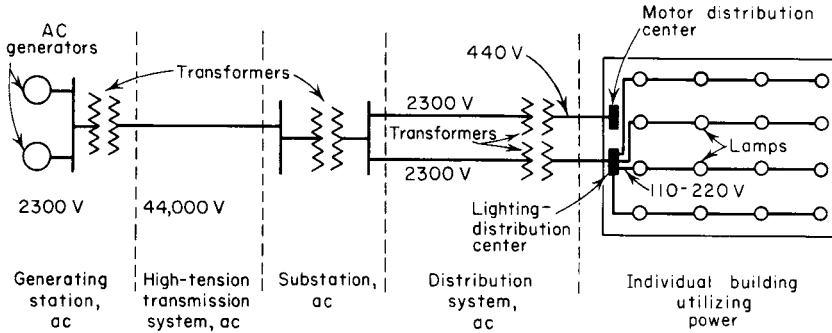 AC
generators
Transformers
440 V
Motor distribution
center
2300 V
Transformers
2300 V
Lamps
110-220 V
2300 V
44,000 V
Lighting-
distribution
center
Generating
station,
ac
High-tension
transmission
system, ac
Substation,
ac
Distribution
system,
ac
Individual building
utilizing
power